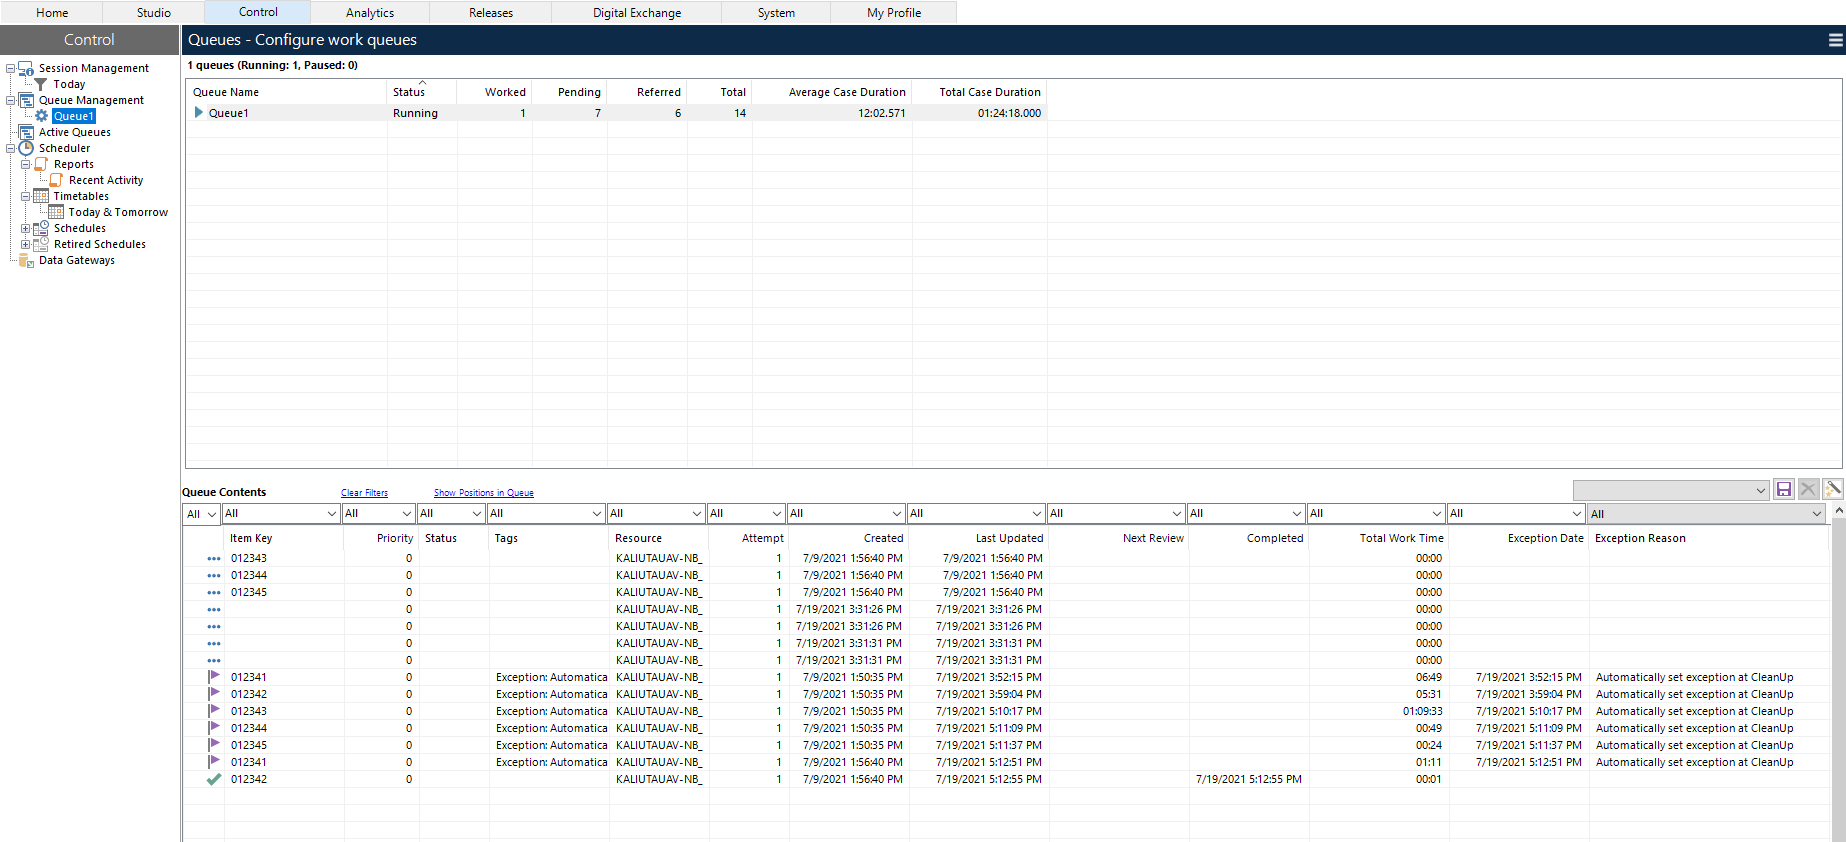 Home Studio Control Analytics Releases Digital Exchange System My Profile
Control
Queues - Configure work queues
Session Management
Today
Queue Management
Queue1
Active Queues
Scheduler
Reports
Recent Activity
Timetables
Today & Tomorrow
Schedules
Retired Schedules
Data Gateways
1 queues (Running: 1, Paused: 0)
Queue Name Status Worked Pending Referred Total Average Case Duration Total Case Duration
Queue1 Running 1 7 6 14 12:02.571 01:24:18.000
Queue Contents Clear Filters Show Positions in Queue
All All All All All All All All All All All All All All
Item Key Priority Status Tags Resource Attempt Created Last Updated Next Review Completed Total Work Time Exception Date Exception Reason
012343 0 KALIUTAUAV-NB_ 1 7/9/2021 1:56:40 PM 7/9/2021 1:56:40 PM 00:00
012344 0 KALIUTAUAV-NB_ 1 7/9/2021 1:56:40 PM 7/9/2021 1:56:40 PM 00:00
012345 0 KALIUTAUAV-NB_ 1 7/9/2021 1:56:40 PM 7/9/2021 1:56:40 PM 00:00
0 KALIUTAUAV-NB_ 1 7/19/2021 3:31:26 PM 7/19/2021 3:31:26 PM 00:00
0 KALIUTAUAV-NB_ 1 7/19/2021 3:31:26 PM 7/19/2021 3:31:26 PM 00:00
0 KALIUTAUAV-NB_ 1 7/19/2021 3:31:31 PM 7/19/2021 3:31:31 PM 00:00
0 KALIUTAUAV-NB_ 1 7/19/2021 3:31:31 PM 7/19/2021 3:31:31 PM 00:00
012341 0 Exception: Automatica KALIUTAUAV-NB_ 1 7/9/2021 1:50:35 PM 7/19/2021 3:52:15 PM 06:49 7/19/2021 3:52:15 PM Automatically set exception at CleanUp
012342 0 Exception: Automatica KALIUTAUAV-NB_ 1 7/9/2021 1:50:35 PM 7/19/2021 3:59:04 PM 05:31 7/19/2021 3:59:04 PM Automatically set exception at CleanUp
012343 0 Exception: Automatica KALIUTAUAV-NB_ 1 7/9/2021 1:50:35 PM 7/19/2021 5:10:17 PM 01:09:33 7/19/2021 5:10:17 PM Automatically set exception at CleanUp
012344 0 Exception: Automatica KALIUTAUAV-NB_ 1 7/9/2021 1:50:35 PM 7/19/2021 5:11:09 PM 00:49 7/19/2021 5:11:09 PM Automatically set exception at CleanUp
012345 0 Exception: Automatica KALIUTAUAV-NB_ 1 7/9/2021 1:50:35 PM 7/19/2021 5:11:37 PM 00:24 7/19/2021 5:11:37 PM Automatically set exception at CleanUp
012341 0 Exception: Automatica KALIUTAUAV-NB_ 1 7/9/2021 1:56:40 PM 7/19/2021 5:12:51 PM 01:11 7/19/2021 5:12:51 PM Automatically set exception at CleanUp
012342 0 KALIUTAUAV-NB_ 1 7/9/2021 1:56:40 PM 7/19/2021 5:12:55 PM 7/19/2021 5:12:55 PM 00:01